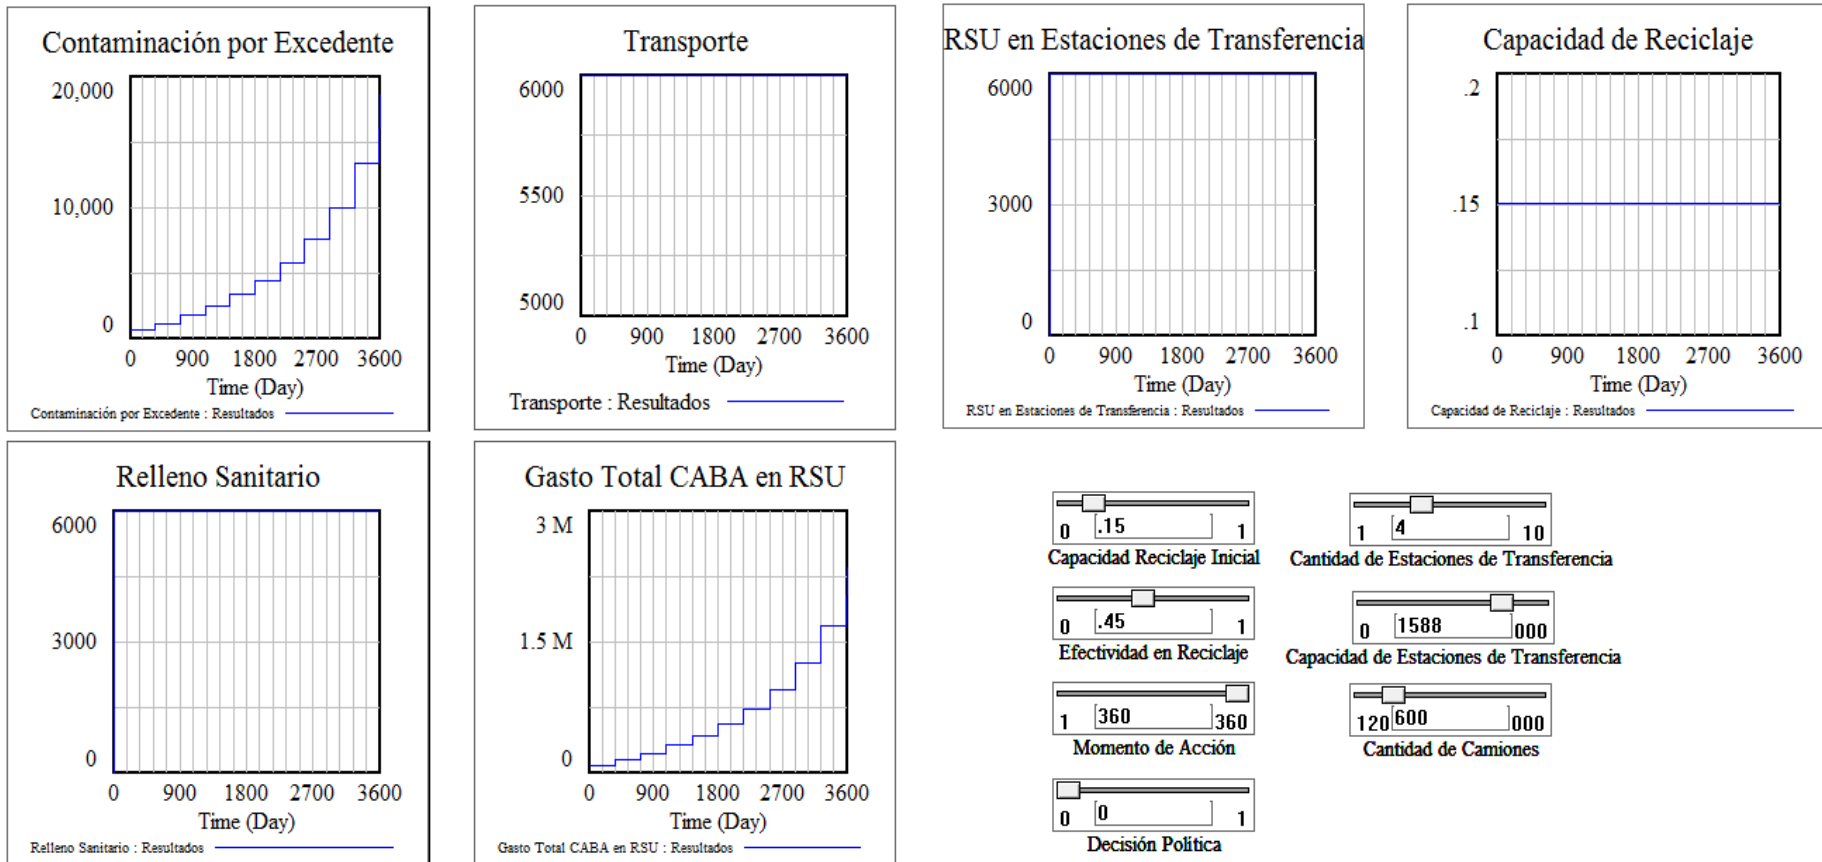 Contaminación por Excedente
20,000
10,000
0
0 900 1800 2700 3600
Time (Day)
Contaminación por Excedente : Resultados
Transporte
6000
5500
5000
0 900 1800 2700 3600
Time (Day)
Transporte : Resultados
RSU en Estaciones de Transferencia
6000
3000
0
0 900 1800 2700 3600
Time (Day)
RSU en Estaciones de Transferencia : Resultados
Capacidad de Reciclaje
.2
.15
.1
0 900 1800 2700 3600
Time (Day)
Capacidad de Reciclaje : Resultados
Relleno Sanitario
6000
3000
0
0 900 1800 2700 3600
Time (Day)
Relleno Sanitario : Resultados
Gasto Total CABA en RSU
3 M
1.5 M
0
0 900 1800 2700 3600
Time (Day)
Gasto Total CABA en RSU : Resultados
0 .15 1
Capacidad Reciclaje Inicial
1 4 10
Cantidad de Estaciones de Transferencia
0 .45 1
Efectividad en Reciclaje
0 1588 000
Capacidad de Estaciones de Transferencia
1 360 360
Momento de Acción
120 600 000
Cantidad de Camiones
0 0 1
Decisión Política